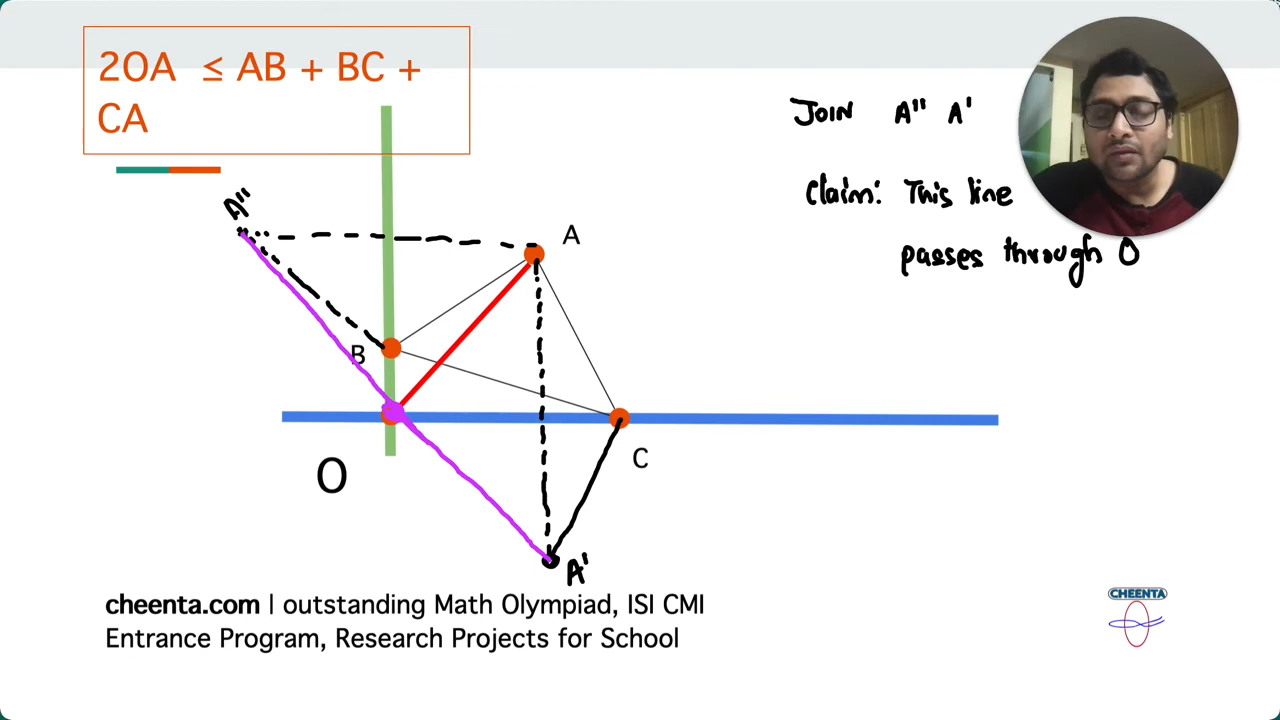 2OA ≤ AB + BC +
CA
JOIN A" A'
Claim: This line
passes through O
A"
A
B
O
C
A'
cheenta.com | outstanding Math Olympiad, ISI CMI
Entrance Program, Research Projects for School
CHEENTA